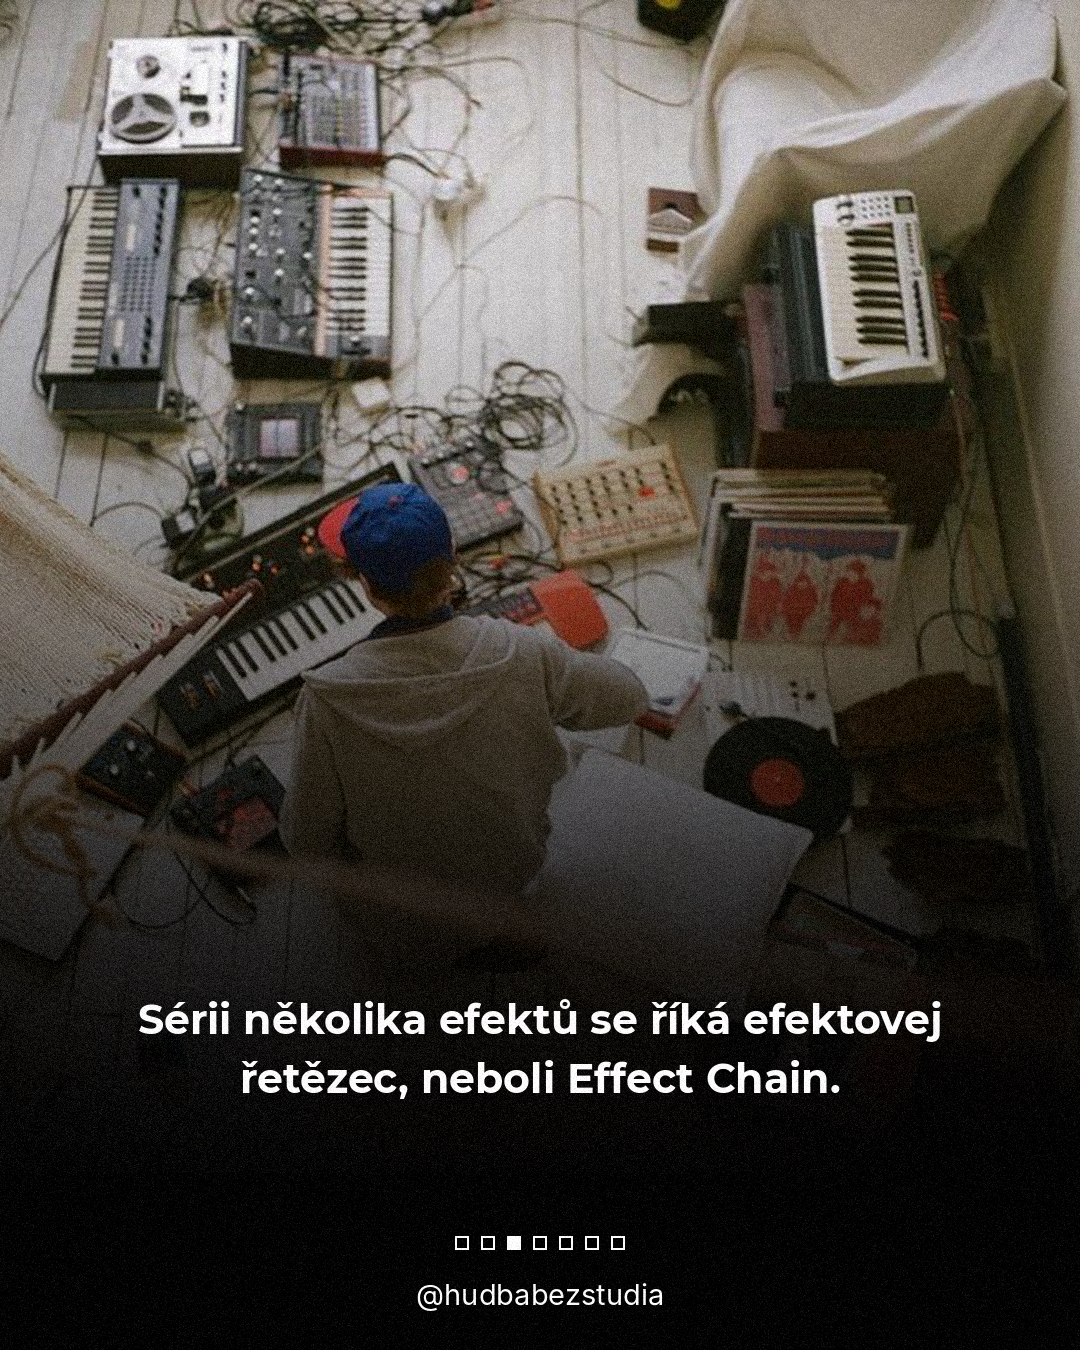 Sérii několika efektů se říká efektovej
řetězec, neboli Effect Chain.
@hudbabezstudia